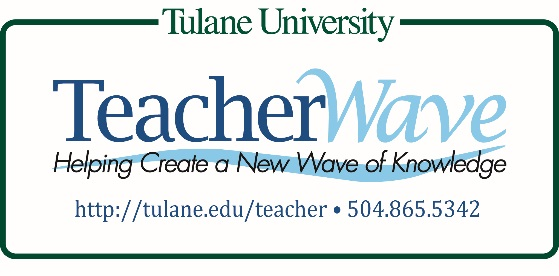 Tulane University
TeacherWave
Helping Create a New Wave of Knowledge
http://tulane.edu/teacher • 504.865.5342